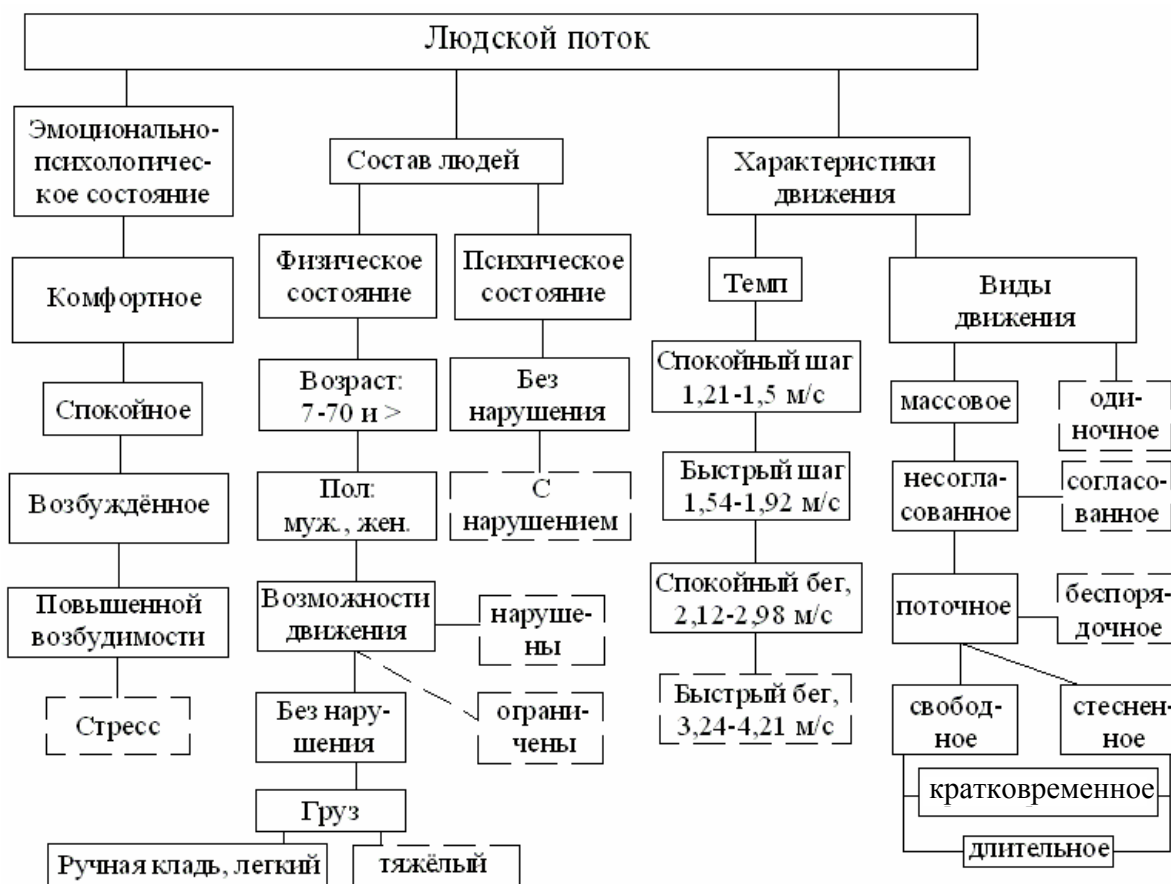 Людской поток
Эмоционально-
психологичес-
кое состояние
Комфортное
Спокойное
Возбуждённое
Повышенной
возбудимости
Стресс
Состав людей
Физическое
состояние
Возраст:
7-70 и >
Пол:
муж., жен.
Возможности
движения
наруше-
ны
ограни-
чены
Без нару-
шения
Груз
Ручная кладь, легкий
тяжёлый
Психическое
состояние
Без
нарушения
С
нарушением
Характеристики
движения
Темп
Спокойный шаг
1,21-1,5 м/с
Быстрый шаг
1,54-1,92 м/с
Спокойный бег,
2,12-2,98 м/с
Быстрый бег,
3,24-4,21 м/с
Виды
движения
массовое
оди-
ночное
несогла-
сованное
согласо-
ванное
поточное
беспоря-
дочное
свобод-
ное
стеснен-
ное
кратковременное
длительное